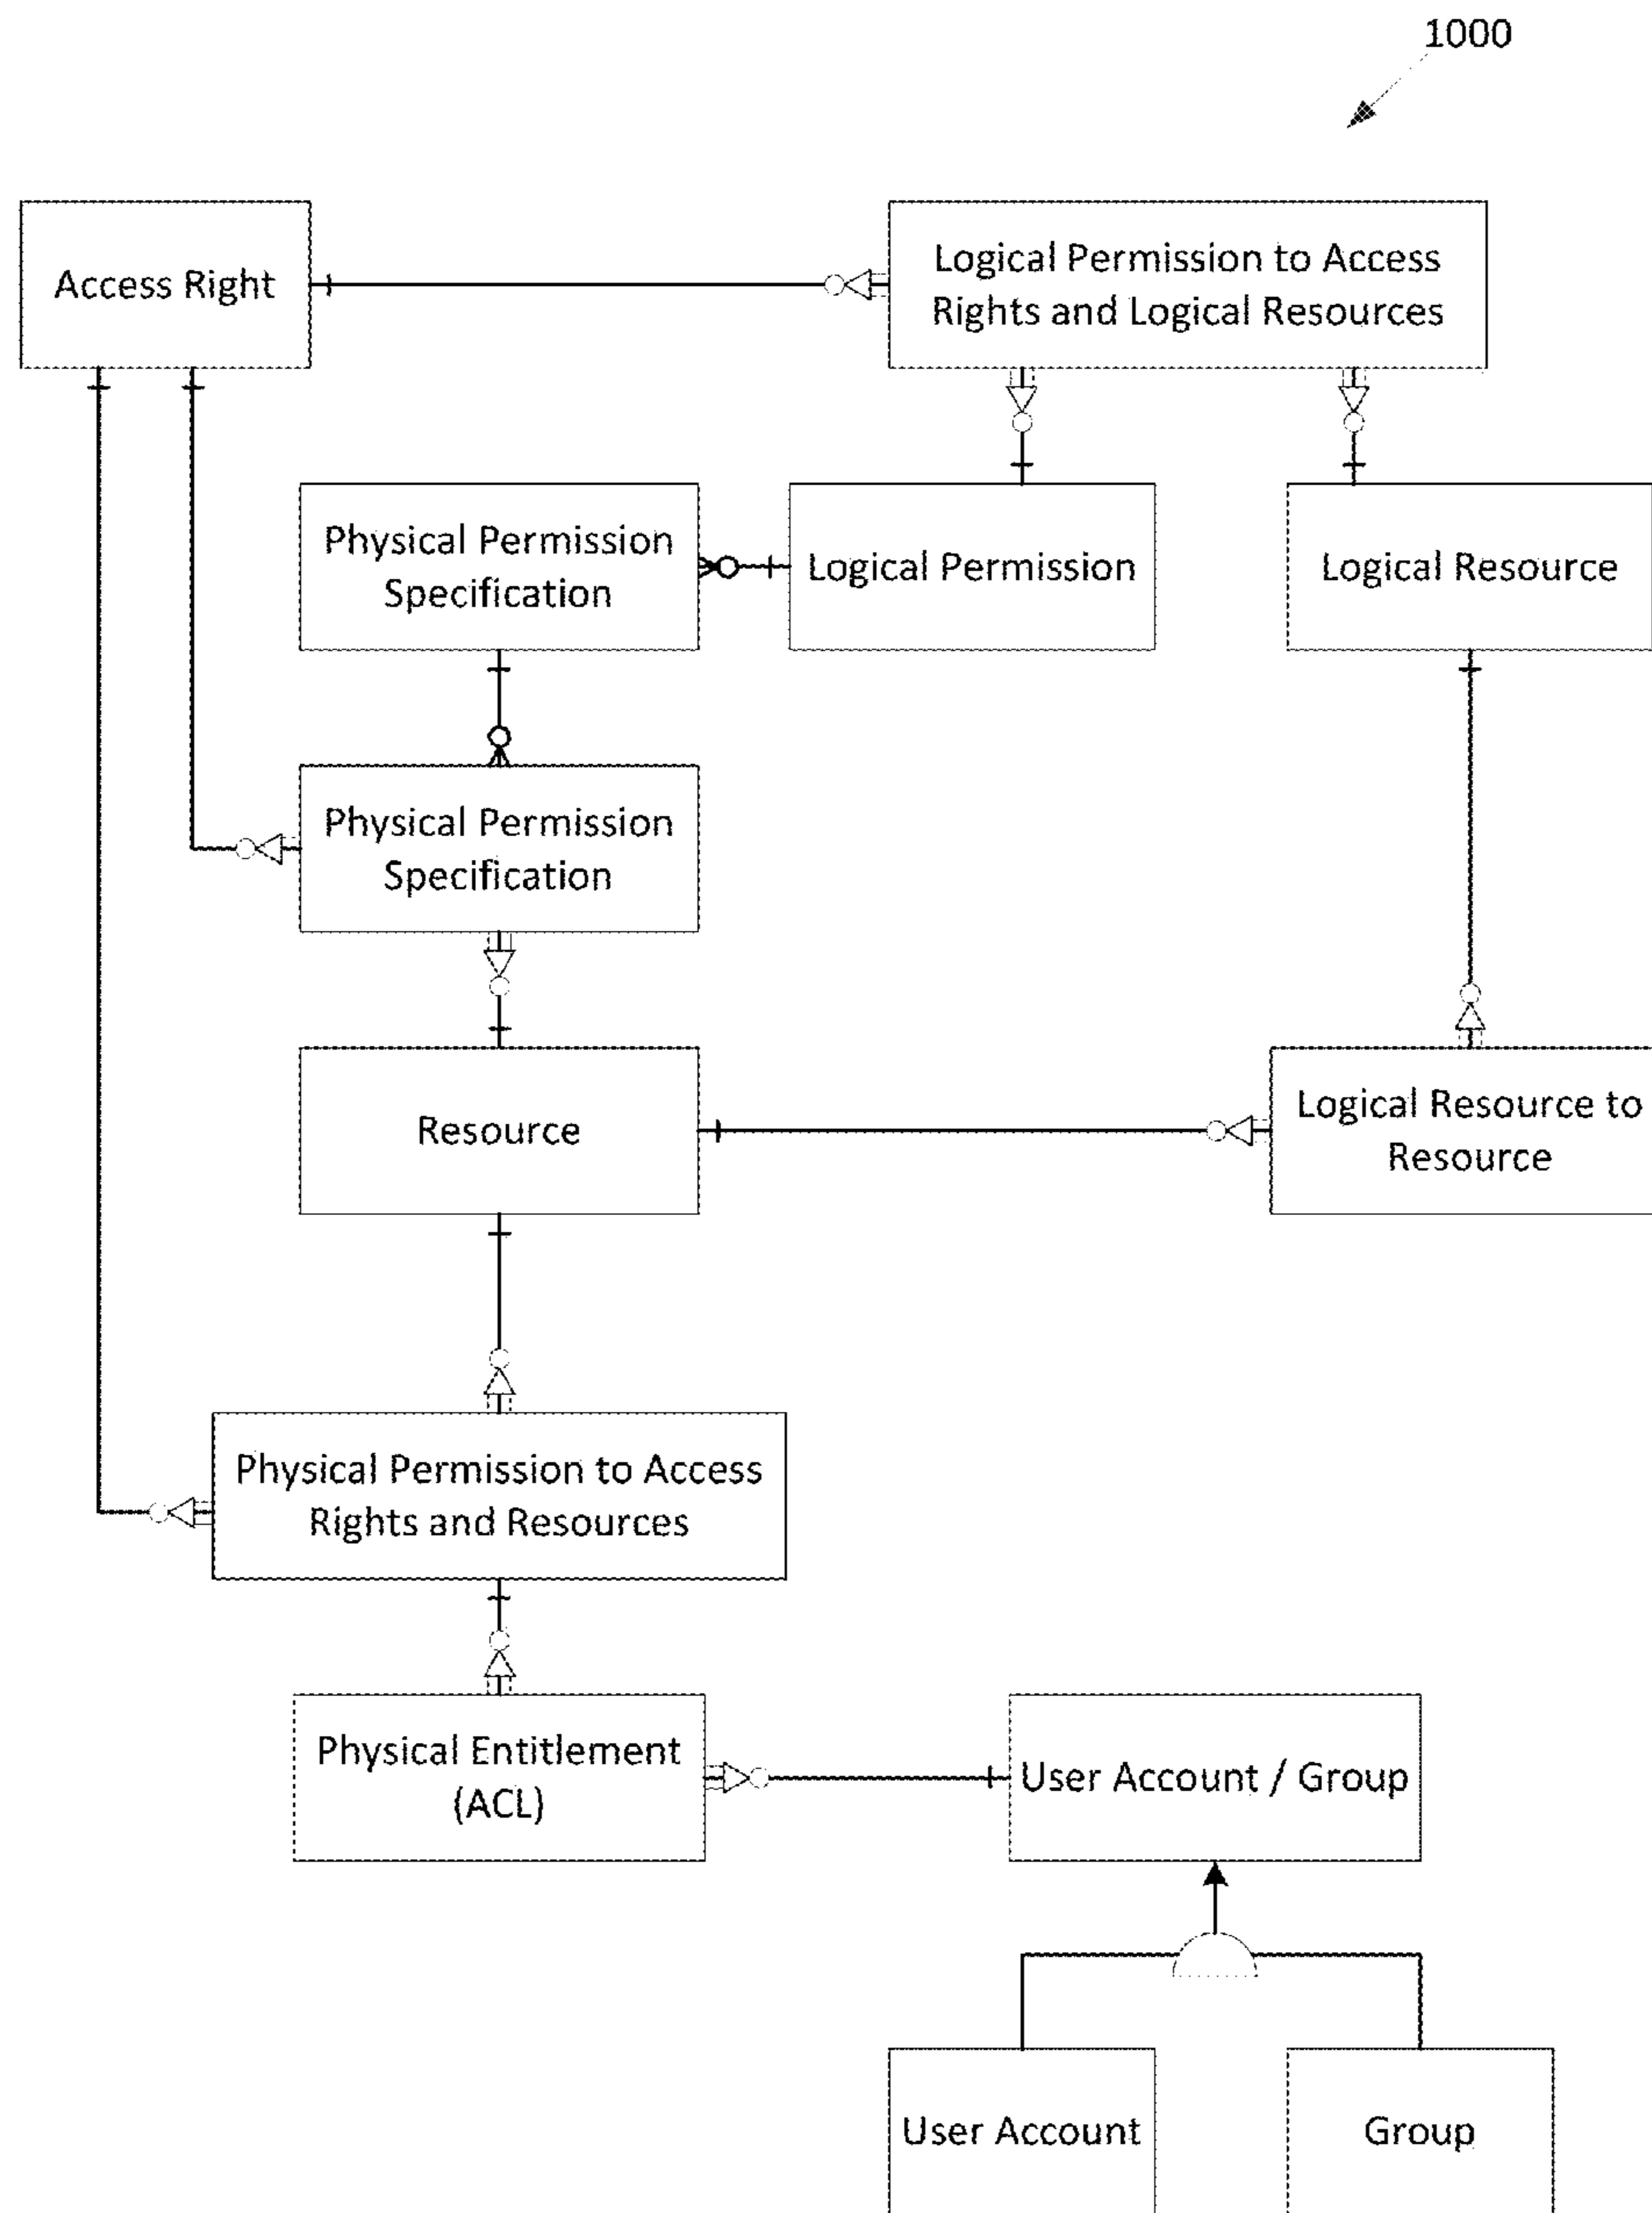 1000
Access Right
Logical Permission to Access
Rights and Logical Resources
Physical Permission
Specification
Logical Permission
Logical Resource
Physical Permission
Specification
Resource
Logical Resource to
Resource
Physical Permission to Access
Rights and Resources
Physical Entitlement
(ACL)
User Account / Group
User Account
Group